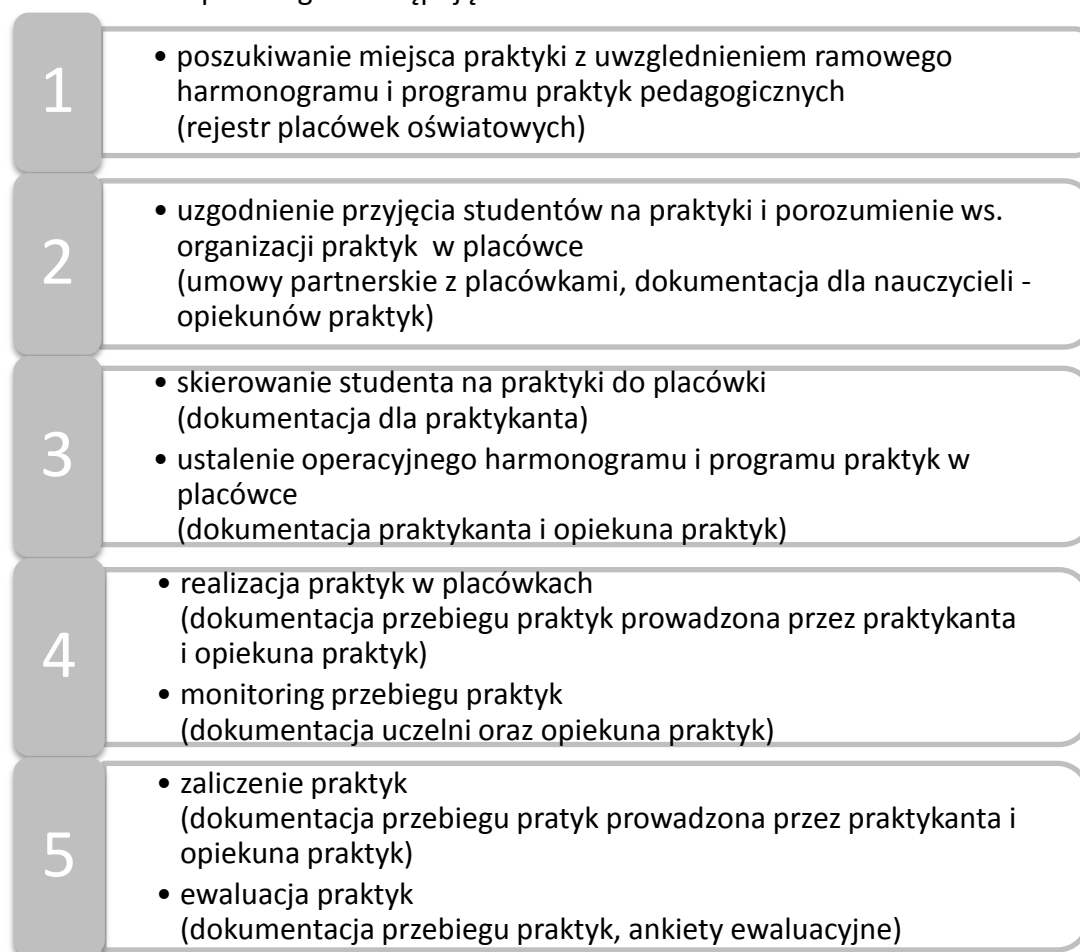 1
• poszukiwanie miejsca praktyki z uwzglednieniem ramowego
harmonogramu i programu praktyk pedagogicznych
(rejestr placówek oświatowych)
2
• uzgodnienie przyjęcia studentów na praktyki i porozumienie ws.
organizacji praktyk w placówce
(umowy partnerskie z placówkami, dokumentacja dla nauczycieli -
opiekunów praktyk)
3
• skierowanie studenta na praktyki do placówki
(dokumentacja dla praktykanta)
• ustalenie operacyjnego harmonogramu i programu praktyk w
placówce
(dokumentacja praktykanta i opiekuna praktyk)
4
• realizacja praktyk w placówkach
(dokumentacja przebiegu praktyk prowadzona przez praktykanta
i opiekuna praktyk)
• monitoring przebiegu praktyk
(dokumentacja uczelni oraz opiekuna praktyk)
5
• zaliczenie praktyk
(dokumentacja przebiegu pratyk prowadzona przez praktykanta i
opiekuna praktyk)
• ewaluacja praktyk
(dokumentacja przebiegu praktyk, ankiety ewaluacyjne)